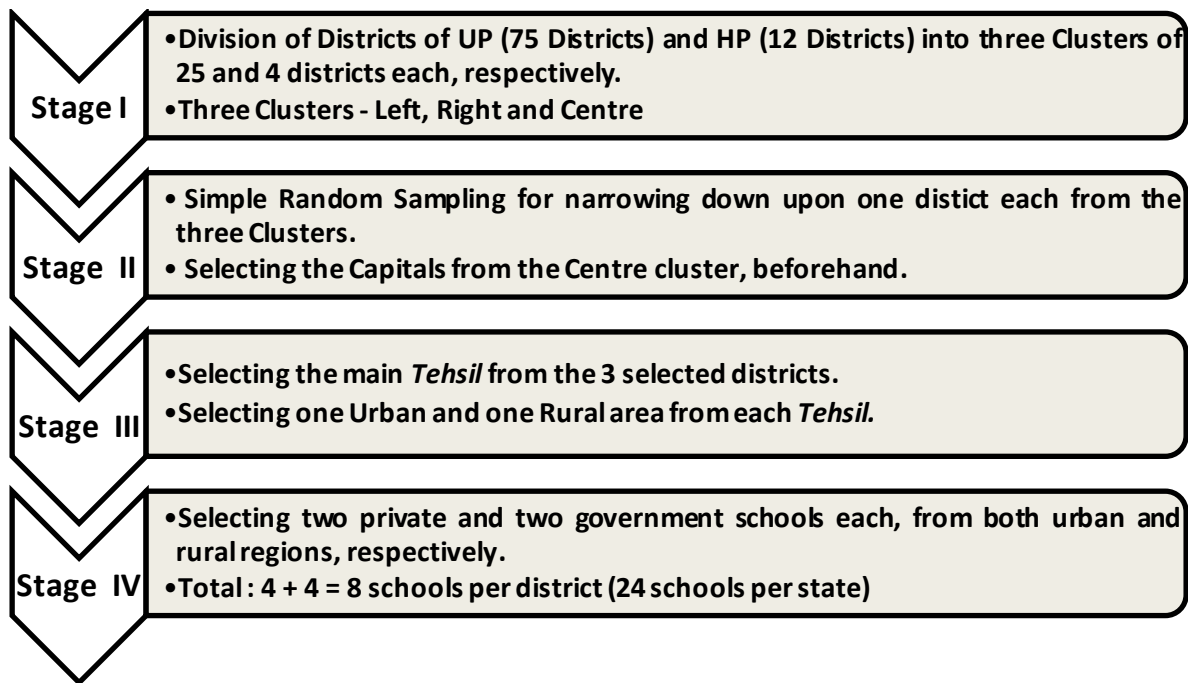 Stage I
•Division of Districts of UP (75 Districts) and HP (12 Districts) into three Clusters of
25 and 4 districts each, respectively.
•Three Clusters - Left, Right and Centre
Stage II
• Simple Random Sampling for narrowing down upon one distict each from the
three Clusters.
• Selecting the Capitals from the Centre cluster, beforehand.
Stage III
•Selecting the main Tehsil from the 3 selected districts.
•Selecting one Urban and one Rural area from each Tehsil.
Stage IV
•Selecting two private and two government schools each, from both urban and
rural regions, respectively.
•Total : 4 + 4 = 8 schools per district (24 schools per state)